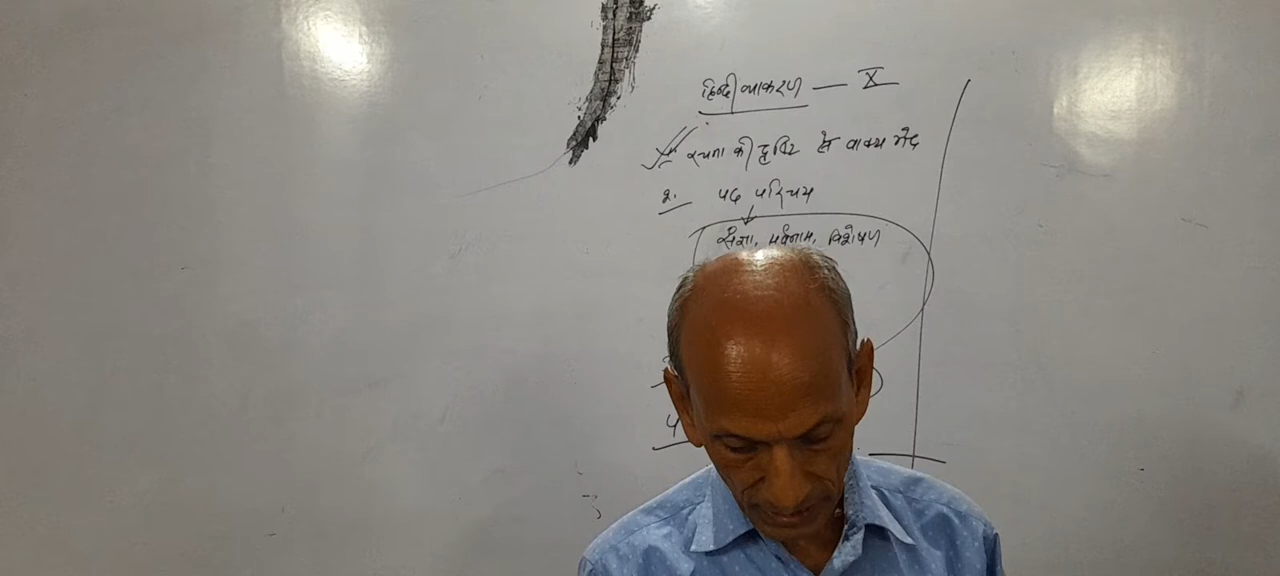 हिन्दी व्याकरण — X
1. रचना की दृष्टि से वाक्य भेद
2. पद परिचय
संज्ञा, सर्वनाम, विशेषण